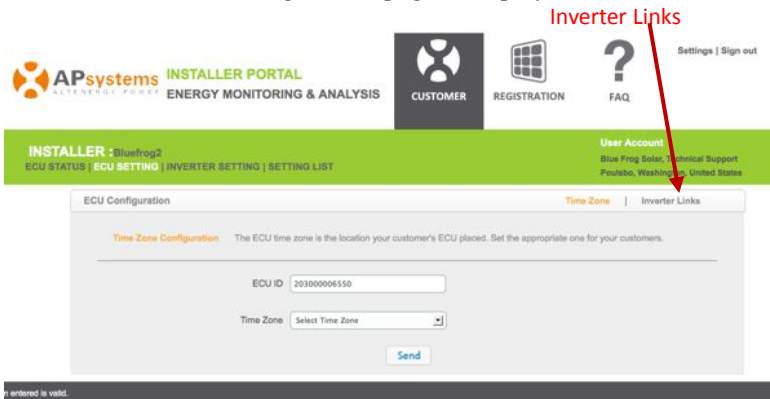 Inverter Links
Settings | Sign out
APsystems INSTALLER PORTAL
ALTENERGY POWER ENERGY MONITORING & ANALYSIS
CUSTOMER REGISTRATION FAQ
INSTALLER :Bluefrog2
ECU STATUS | ECU SETTING | INVERTER SETTING | SETTING LIST
User Account
Blue Frog Solar, Technical Support
Poulsbo, Washington, United States
ECU Configuration Time Zone | Inverter Links
Time Zone Configuration The ECU time zone is the location your customer's ECU placed. Set the appropriate one for your customers.
ECU ID 203000006550
Time Zone Select Time Zone
Send
entered is valid.